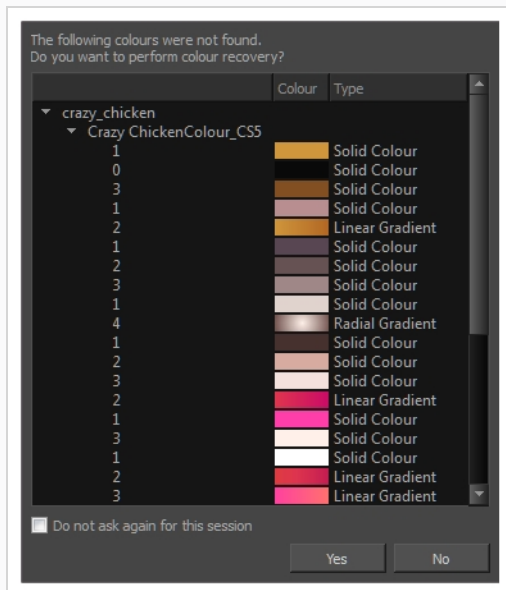 The following colours were not found.
Do you want to perform colour recovery?
Colour Type
crazy_chicken
Crazy ChickenColour_CS5
1 Solid Colour
0 Solid Colour
3 Solid Colour
1 Solid Colour
2 Linear Gradient
1 Solid Colour
2 Solid Colour
3 Solid Colour
1 Solid Colour
4 Radial Gradient
1 Solid Colour
2 Solid Colour
3 Solid Colour
2 Linear Gradient
1 Solid Colour
3 Solid Colour
1 Solid Colour
2 Linear Gradient
3 Linear Gradient
Do not ask again for this session
Yes No